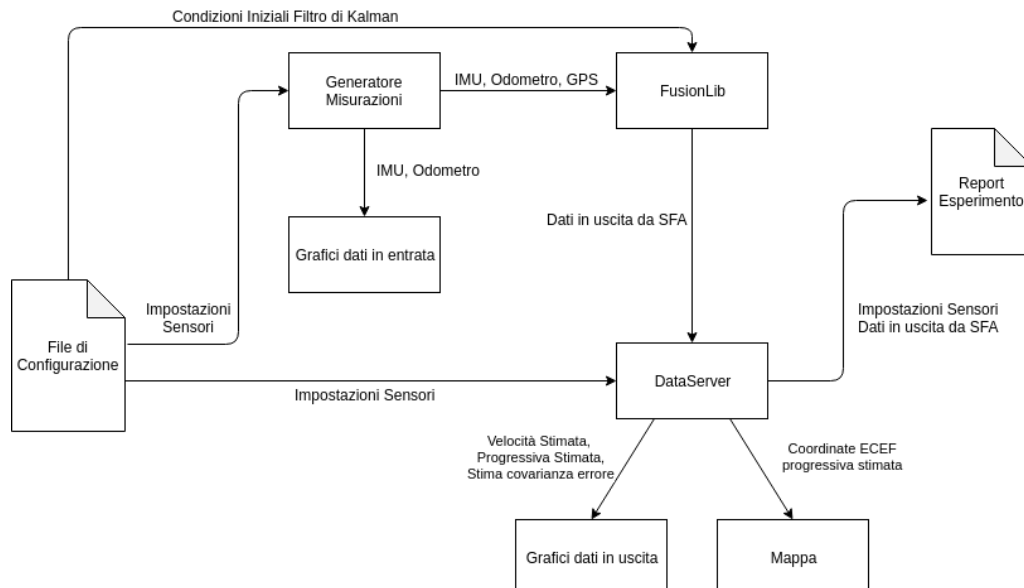 Condizioni Iniziali Filtro di Kalman
Generatore
Misurazioni
IMU, Odometro, GPS
FusionLib
IMU, Odometro
Report
Esperimento
Dati in uscita da SFA
Grafici dati in entrata
Impostazioni
Sensori
Impostazioni Sensori
Dati in uscita da SFA
File di
Configurazione
Impostazioni Sensori
DataServer
Velocità Stimata,
Progressiva Stimata,
Stima covarianza errore
Coordinate ECEF
progressiva stimata
Grafici dati in uscita
Mappa